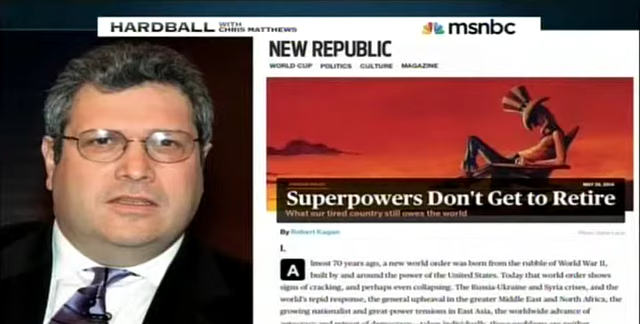 HARDBALL WITH CHRIS MATTHEWS
msnbc
NEW REPUBLIC
WORLD CUP POLITICS CULTURE MAGAZINE
Superpowers Don't Get to Retire
What our tired country still owes the world
By Robert Kagan
I.
Almost 70 years ago, a new world order was born from the rubble of World War II,
built by and around the power of the United States. Today that world order shows
signs of cracking, and perhaps even collapsing. The Russia-Ukraine and Syria crises, and the
world's tepid response, the general upheaval in the greater Middle East and North Africa, the
growing nationalist and great-power tensions in East Asia, the worldwide advance of